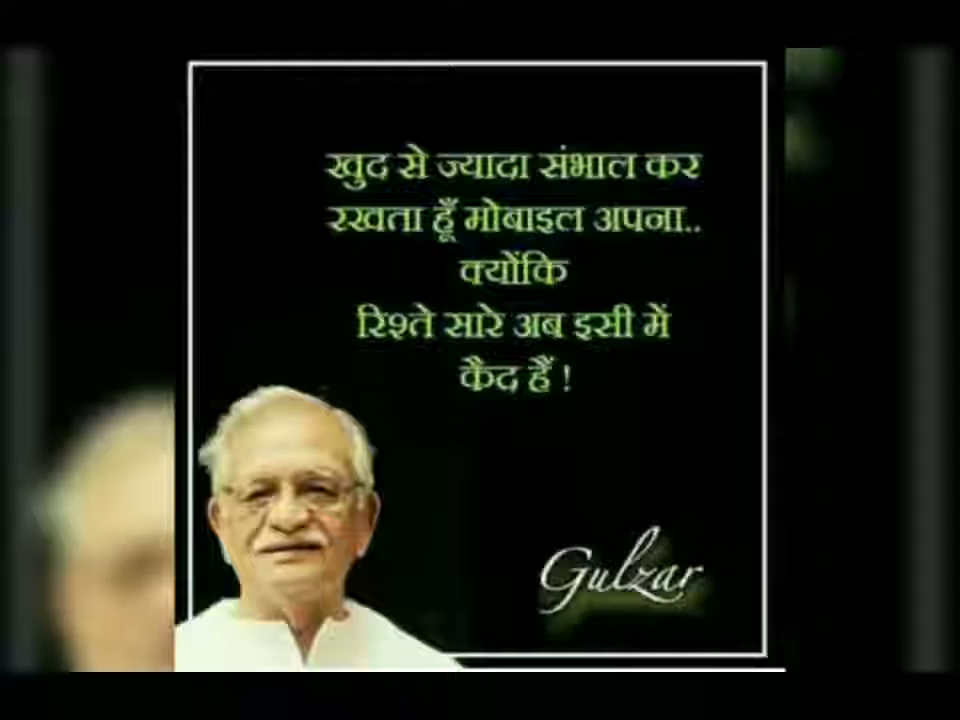 खुद से ज्यादा संभाल कर
रखता हूँ मोबाइल अपना..
क्योंकि
रिश्ते सारे अब इसी में
कैद हैं !
Gulzar